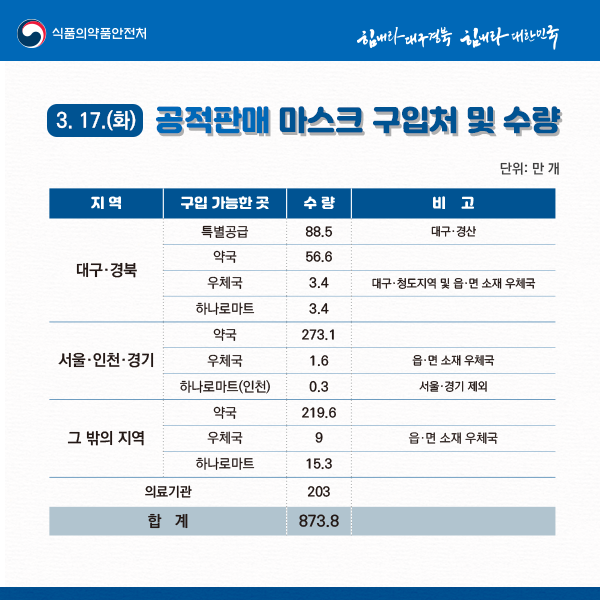 식품의약품안전처
힘내라 대구경북 힘내라 대한민국
3. 17.(화) 공적판매 마스크 구입처 및 수량
단위: 만 개
지 역 구입 가능한 곳 수 량 비 고
대구·경북
특별공급 88.5 대구·경산
약국 56.6
우체국 3.4 대구·청도지역 및 읍·면 소재 우체국
하나로마트 3.4
서울·인천·경기
약국 273.1
우체국 1.6 읍·면 소재 우체국
하나로마트(인천) 0.3 서울·경기 제외
그 밖의 지역
약국 219.6
우체국 9 읍·면 소재 우체국
하나로마트 15.3
의료기관 203
합 계 873.8